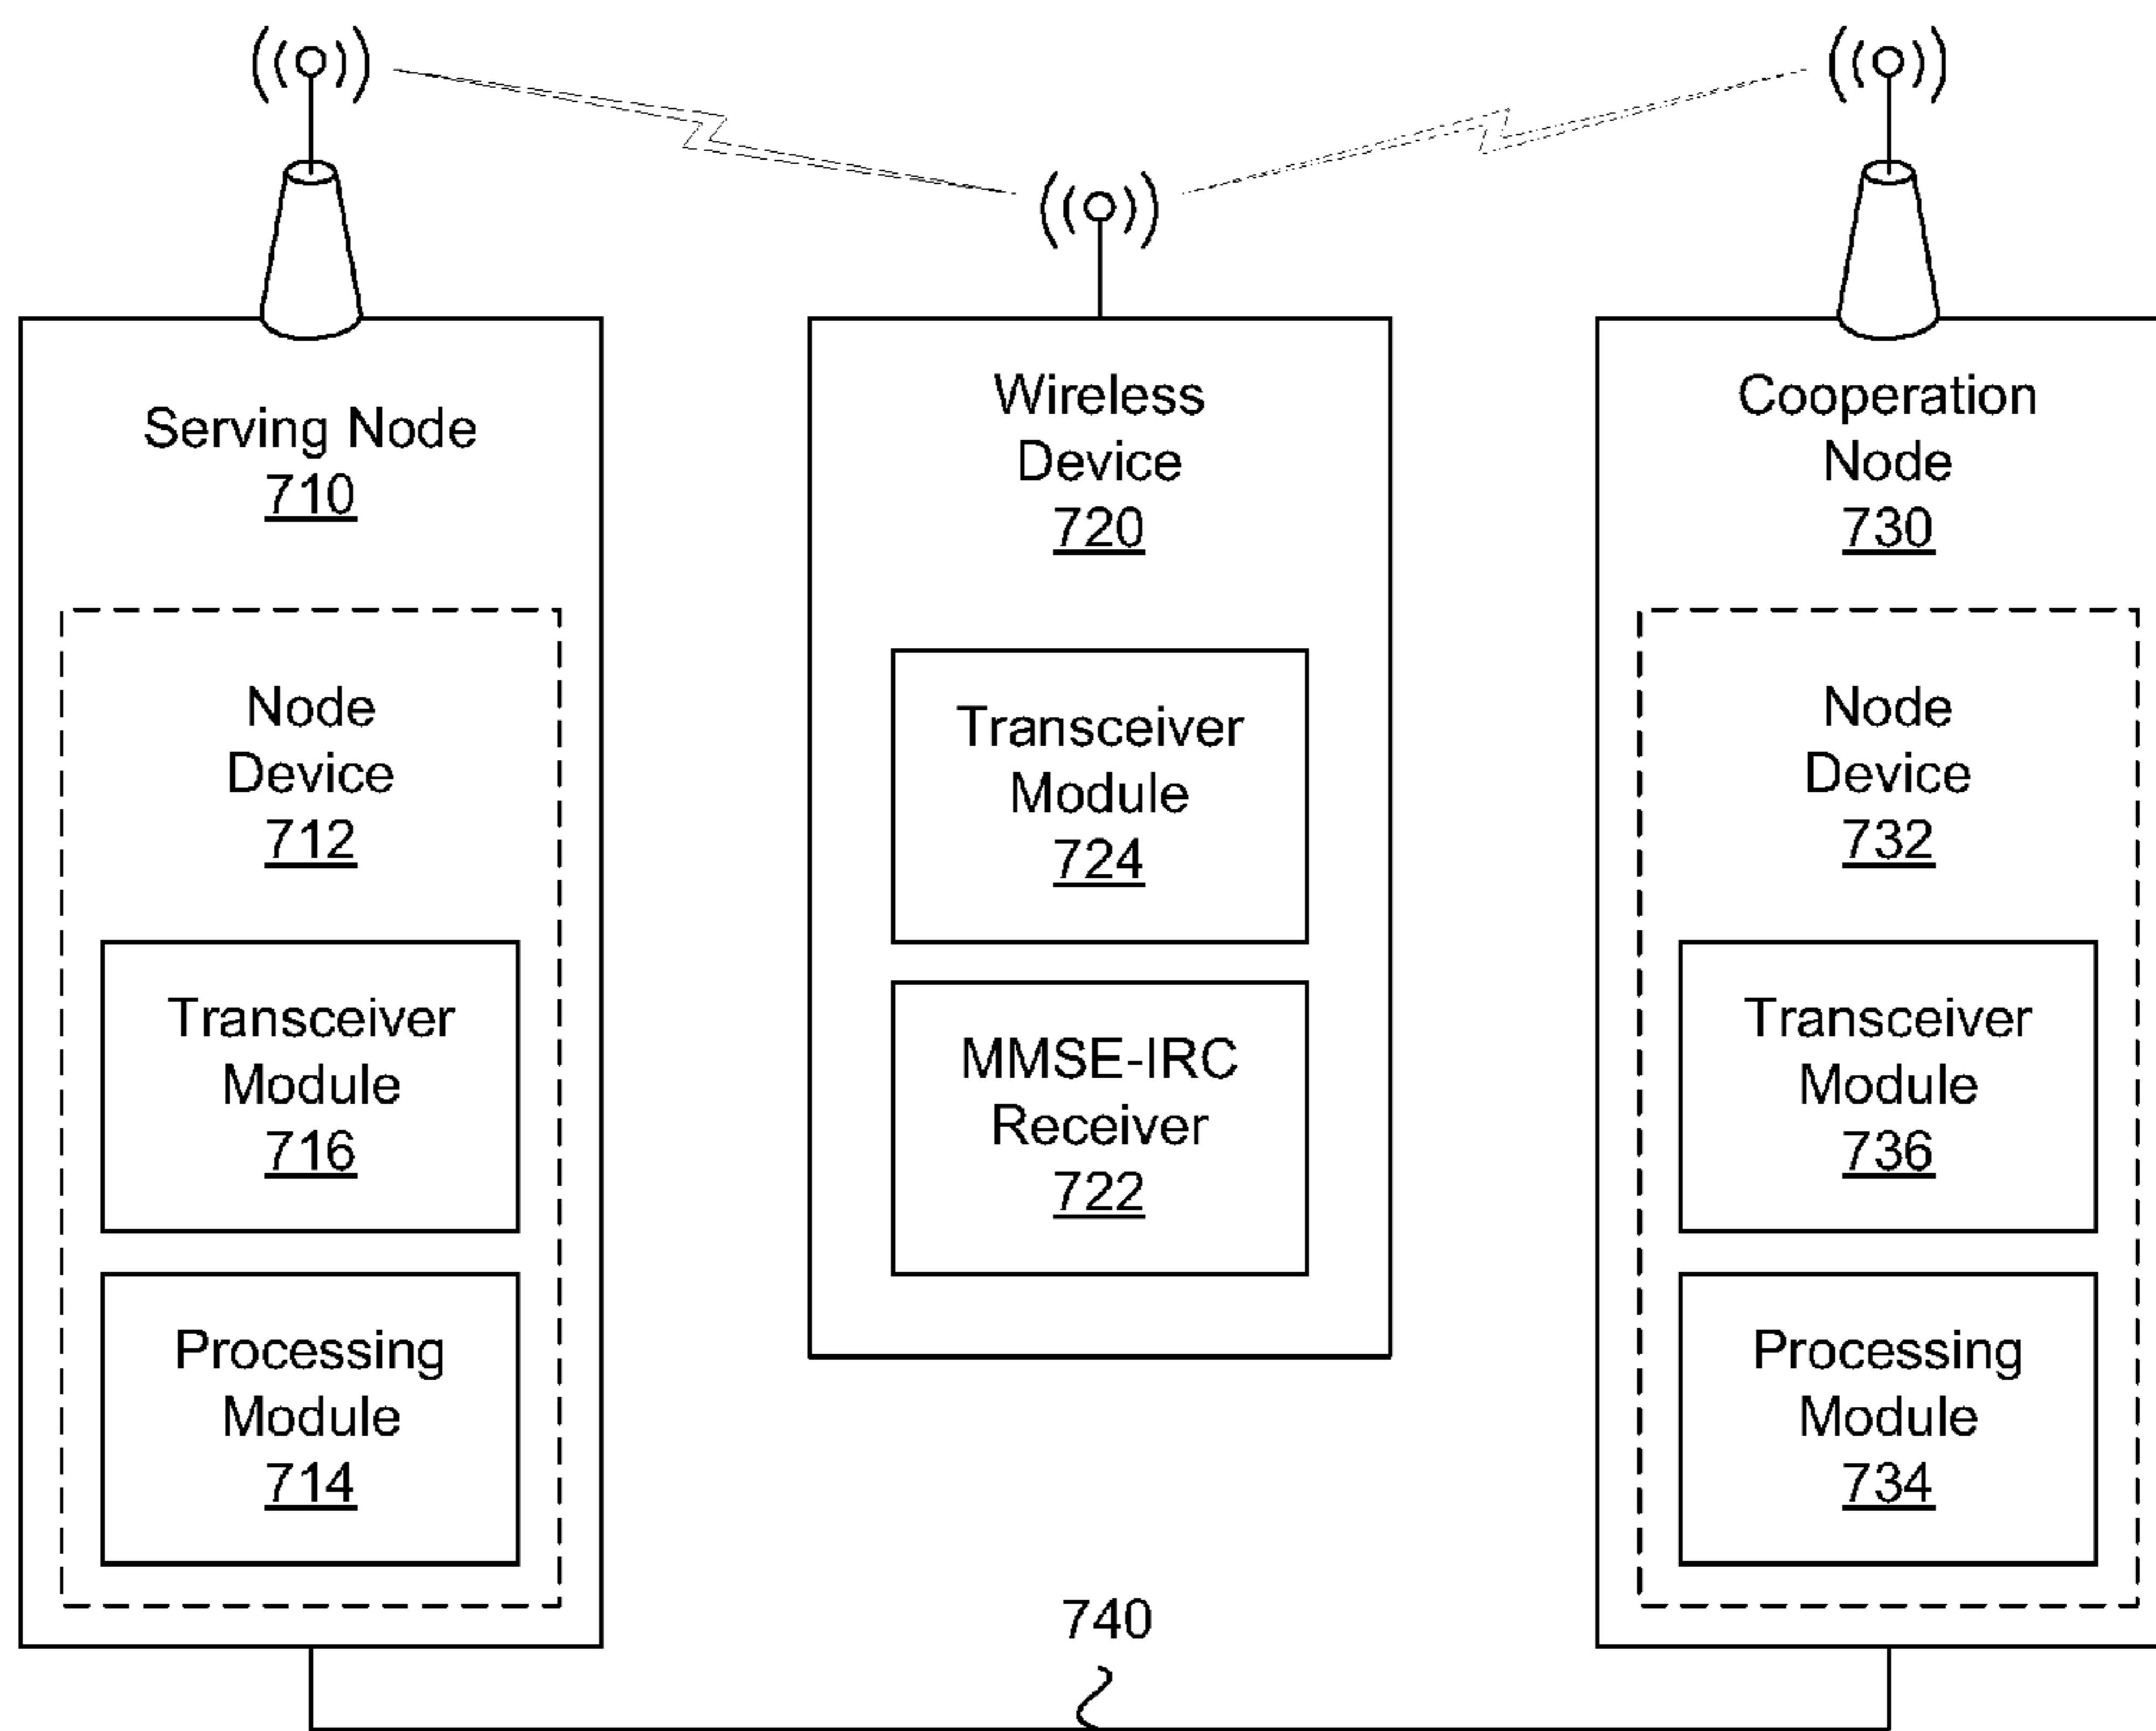 Serving Node
710
Node
Device
712
Transceiver
Module
716
Processing
Module
714
Wireless
Device
720
Transceiver
Module
724
MMSE-IRC
Receiver
722
Cooperation
Node
730
Node
Device
732
Transceiver
Module
736
Processing
Module
734
740